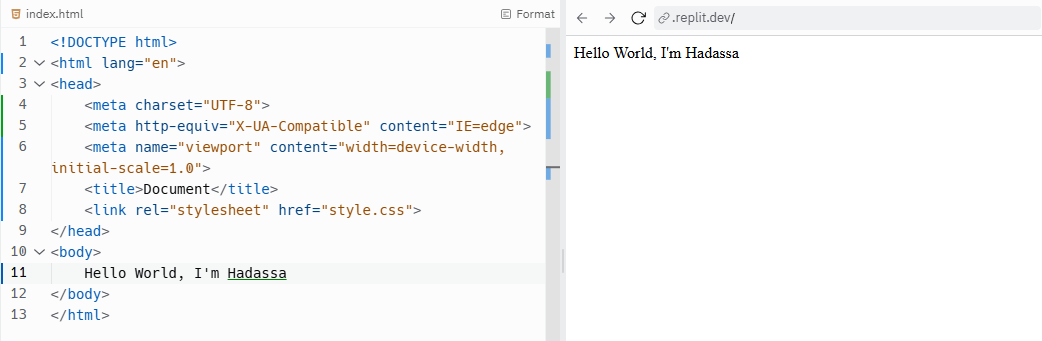 index.html
Format
1 <!DOCTYPE html>
2 <html lang="en">
3 <head>
4 <meta charset="UTF-8">
5 <meta http-equiv="X-UA-Compatible" content="IE=edge">
6 <meta name="viewport" content="width=device-width,
initial-scale=1.0">
7 <title>Document</title>
8 <link rel="stylesheet" href="style.css">
9 </head>
10 <body>
11 Hello World, I'm Hadassa
12 </body>
13 </html>
.replit.dev/
Hello World, I'm Hadassa